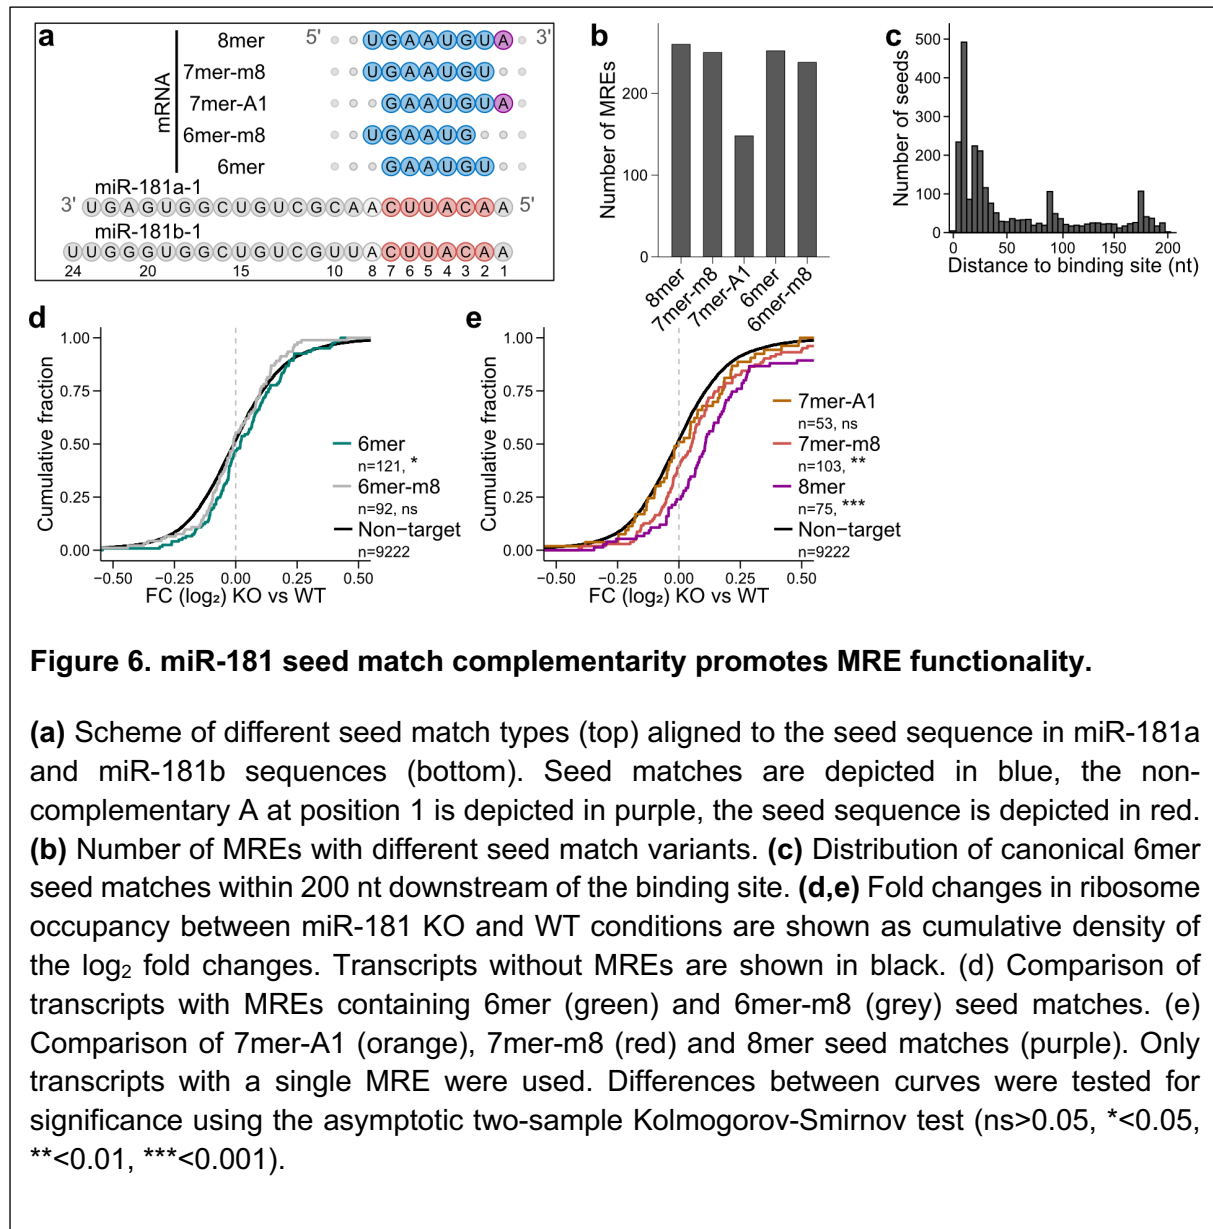 a
5'
3'
8mer
U G A A U G U A
7mer-m8
U G A A U G U
7mer-A1
G A A U G U A
6mer-m8
U G A A U G
6mer
G A A U G U
mRNA
miR-181a-1
3'
U G A G U G G C U G U C G C A A C U U A C A A
5'
miR-181b-1
U U G G G U G G C U G U C G U U A C U U A C A A
24 20 15 10 8 7 6 5 4 3 2 1
b
Number of MREs
200
100
0
8mer
7mer-m8
7mer-A1
6mer
6mer-m8
c
Number of seeds
500
400
300
200
100
0
0 50 100 150 200
Distance to binding site (nt)
d
Cumulative fraction
1.00
0.75
0.50
0.25
0.00
−0.50 −0.25 0.00 0.25 0.50
FC (log₂) KO vs WT
6mer
n=121, *
6mer-m8
n=92, ns
Non−target
n=9222
e
Cumulative fraction
1.00
0.75
0.50
0.25
0.00
−0.50 −0.25 0.00 0.25 0.50
FC (log₂) KO vs WT
7mer-A1
n=53, ns
7mer-m8
n=103, **
8mer
n=75, ***
Non−target
n=9222
Figure 6. miR-181 seed match complementarity promotes MRE functionality.
(a) Scheme of different seed match types (top) aligned to the seed sequence in miR-181a
and miR-181b sequences (bottom). Seed matches are depicted in blue, the non-
complementary A at position 1 is depicted in purple, the seed sequence is depicted in red.
(b) Number of MREs with different seed match variants. (c) Distribution of canonical 6mer
seed matches within 200 nt downstream of the binding site. (d,e) Fold changes in ribosome
occupancy between miR-181 KO and WT conditions are shown as cumulative density of
the log₂ fold changes. Transcripts without MREs are shown in black. (d) Comparison of
transcripts with MREs containing 6mer (green) and 6mer-m8 (grey) seed matches. (e)
Comparison of 7mer-A1 (orange), 7mer-m8 (red) and 8mer seed matches (purple). Only
transcripts with a single MRE were used. Differences between curves were tested for
significance using the asymptotic two-sample Kolmogorov-Smirnov test (ns>0.05, *<0.05,
**<0.01, ***<0.001).